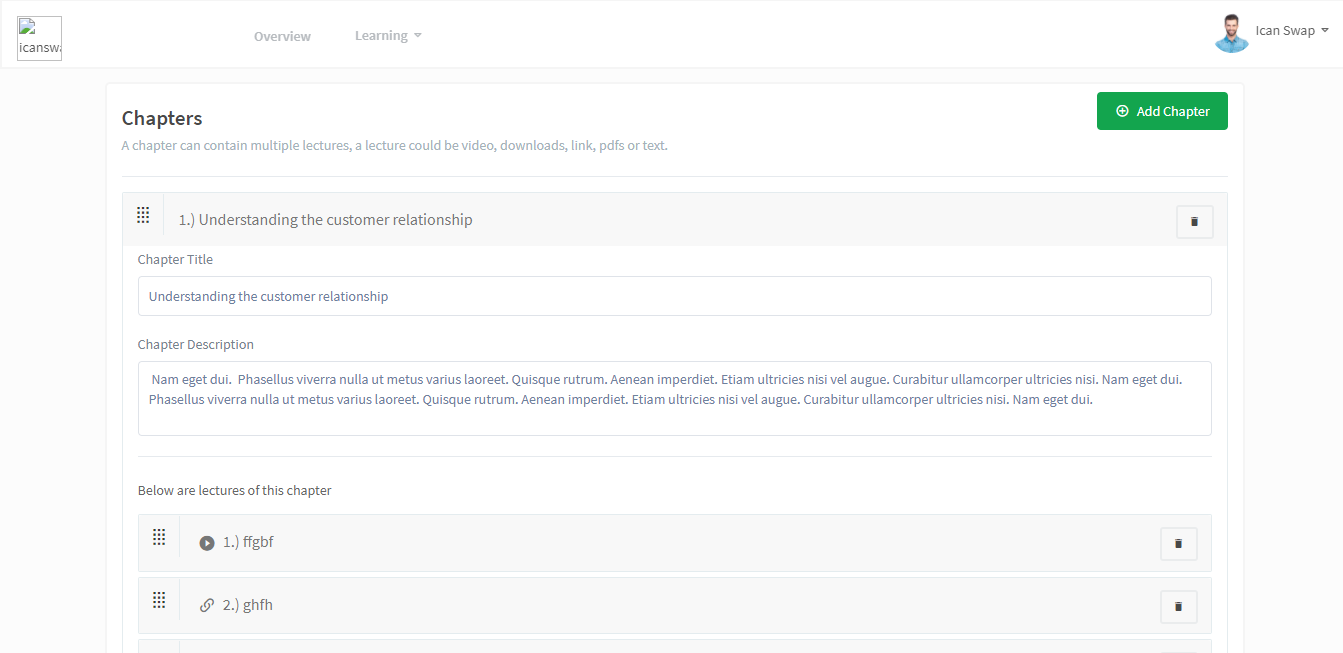 icanswa
Overview
Learning
Ican Swap
Chapters
Add Chapter
A chapter can contain multiple lectures, a lecture could be video, downloads, link, pdfs or text.
1.) Understanding the customer relationship
Chapter Title
Understanding the customer relationship
Chapter Description
Nam eget dui.  Phasellus viverra nulla ut metus varius laoreet. Quisque rutrum. Aenean imperdiet. Etiam ultricies nisi vel augue. Curabitur ullamcorper ultricies nisi. Nam eget dui.
Phasellus viverra nulla ut metus varius laoreet. Quisque rutrum. Aenean imperdiet. Etiam ultricies nisi vel augue. Curabitur ullamcorper ultricies nisi. Nam eget dui.
Below are lectures of this chapter
1.) ffgbf
2.) ghfh